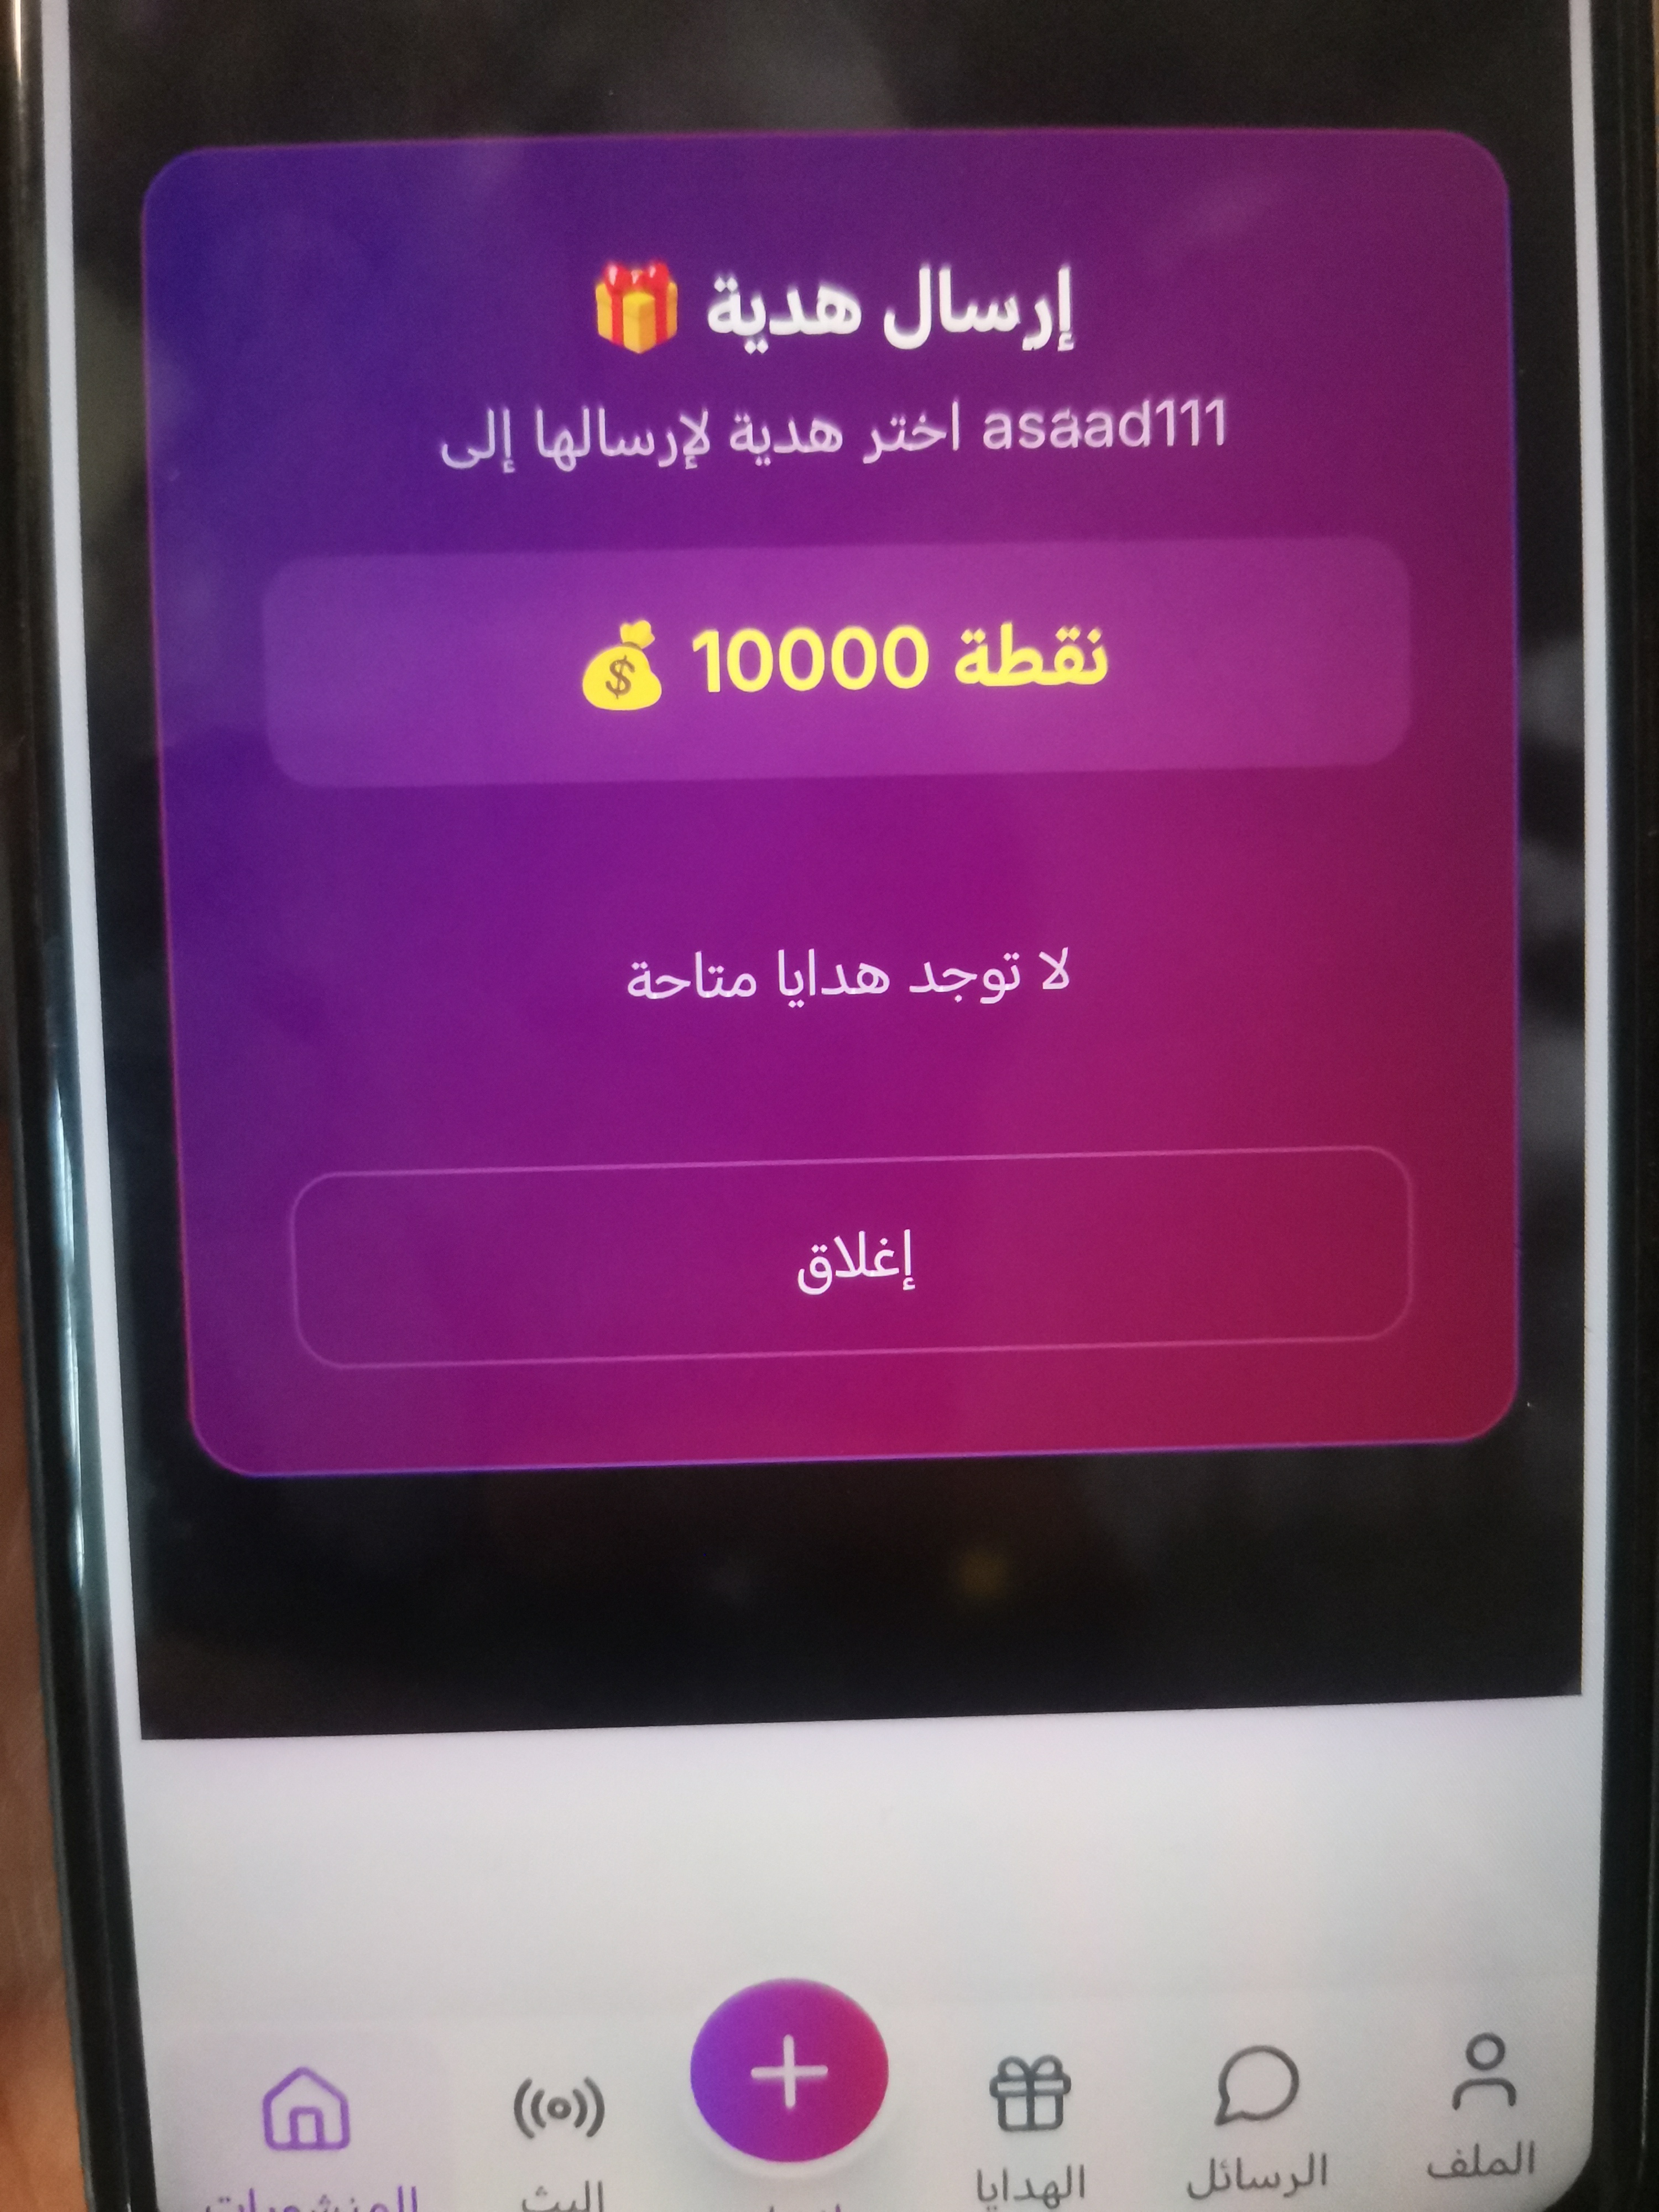 إرسال هدية 🎁
asaad111 اختر هدية لإرسالها إلى
نقطة 10000 💰
لا توجد هدايا متاحة
إغلاق
الملف
الرسائل
الهدايا
البث
المنشورات